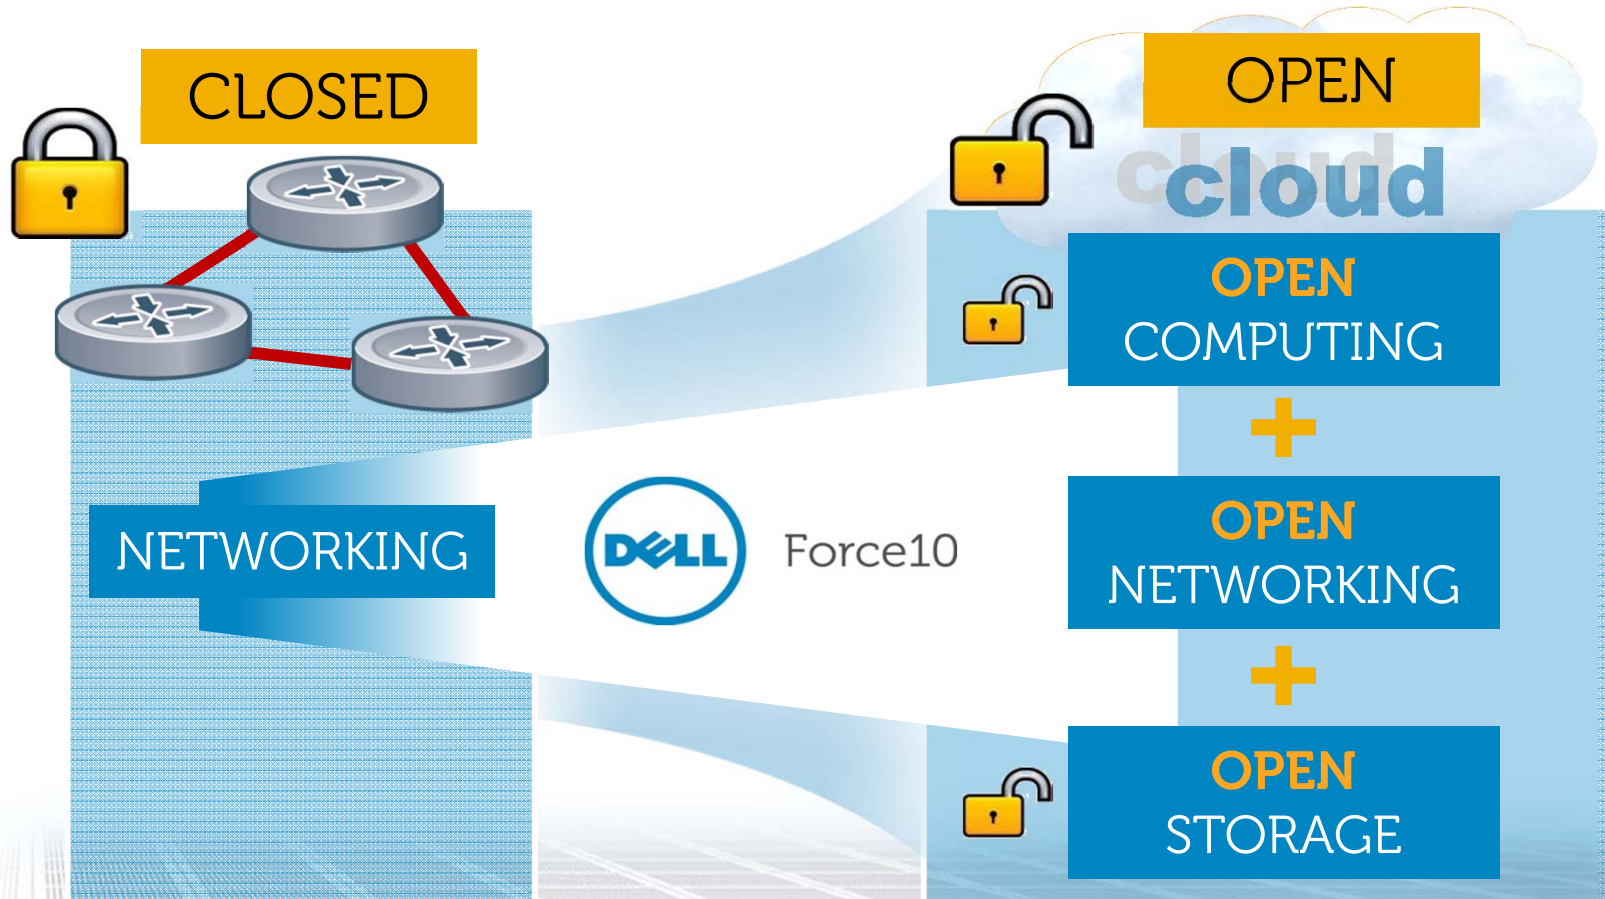 CLOSED
NETWORKING
DELL
Force10
OPEN
cloud
OPEN
COMPUTING
+
OPEN
NETWORKING
+
OPEN
STORAGE